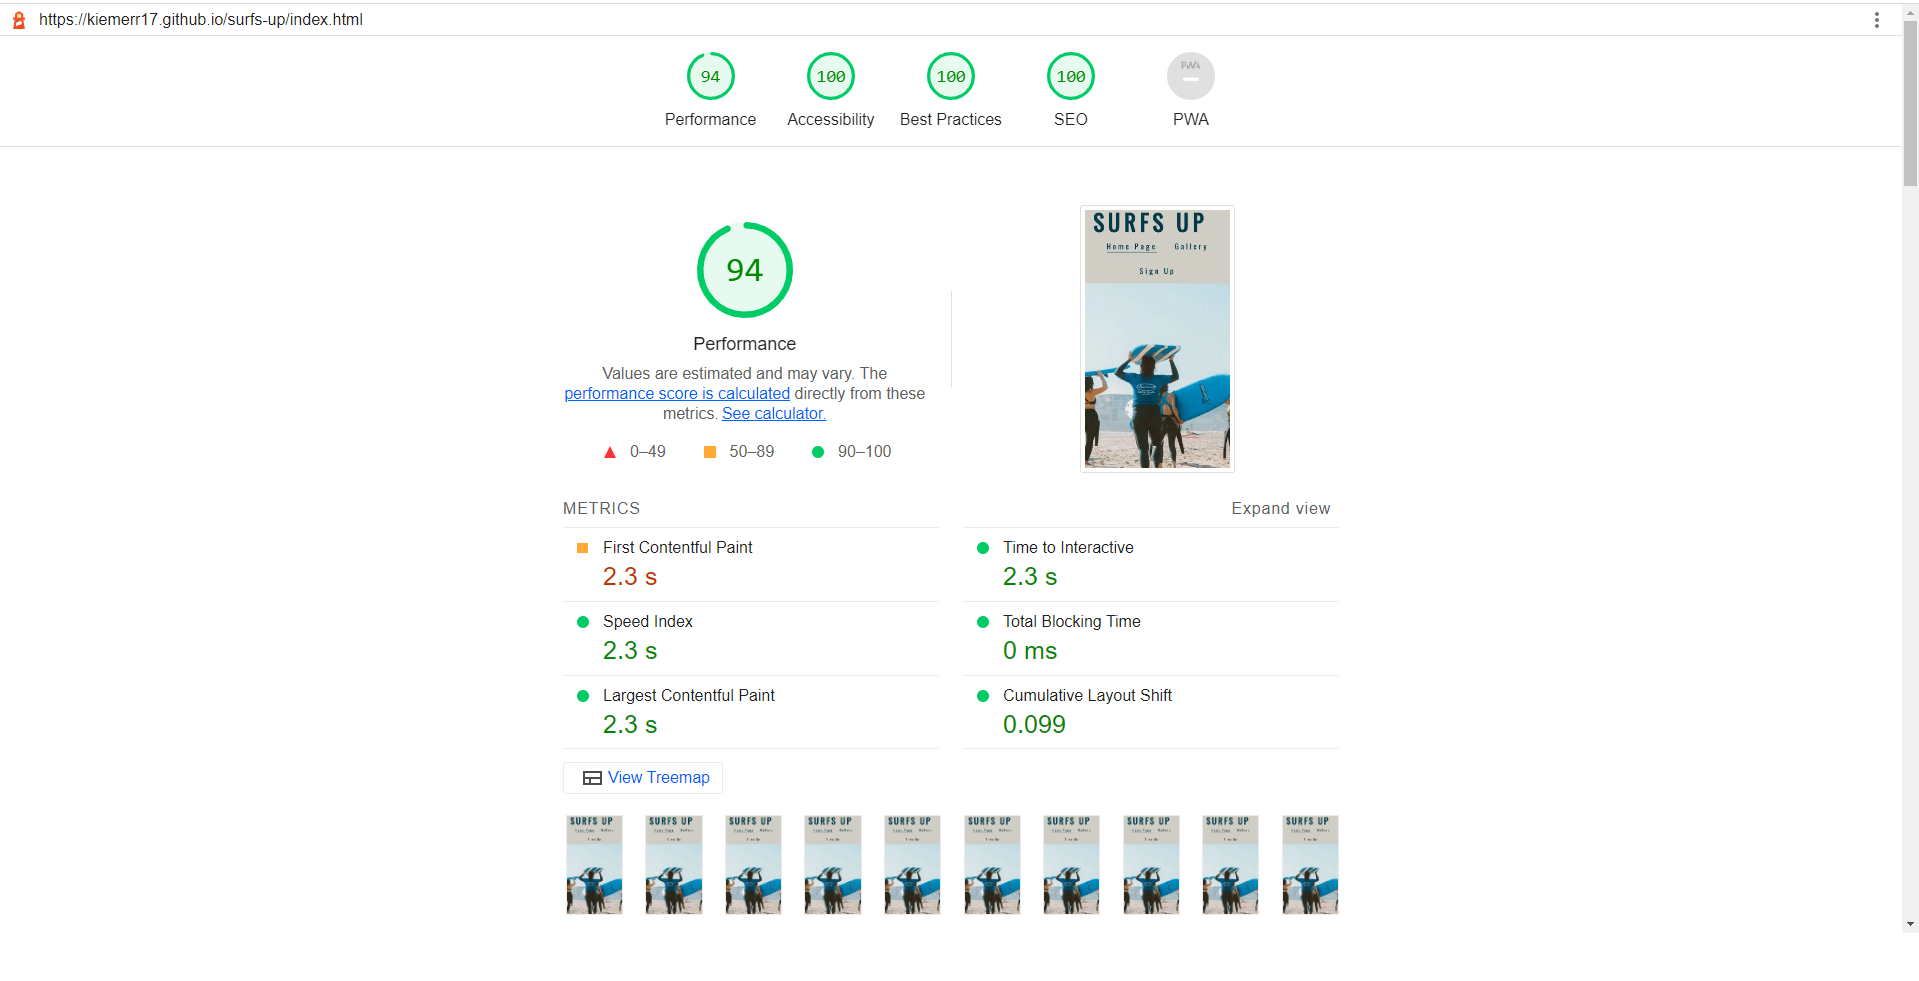 https://kiemerr17.github.io/surfs-up/index.html
94
Performance
100
Accessibility
100
Best Practices
100
SEO
PWA
PWA
94
Performance
Values are estimated and may vary. The
performance score is calculated directly from these
metrics. See calculator.
0–49 50–89 90–100
SURFS UP
Home Page Gallery
Sign Up
METRICS
Expand view
First Contentful Paint
2.3 s
Time to Interactive
2.3 s
Speed Index
2.3 s
Total Blocking Time
0 ms
Largest Contentful Paint
2.3 s
Cumulative Layout Shift
0.099
View Treemap
SURFS UP
SURFS UP
SURFS UP
SURFS UP
SURFS UP
SURFS UP
SURFS UP
SURFS UP
SURFS UP
SURFS UP